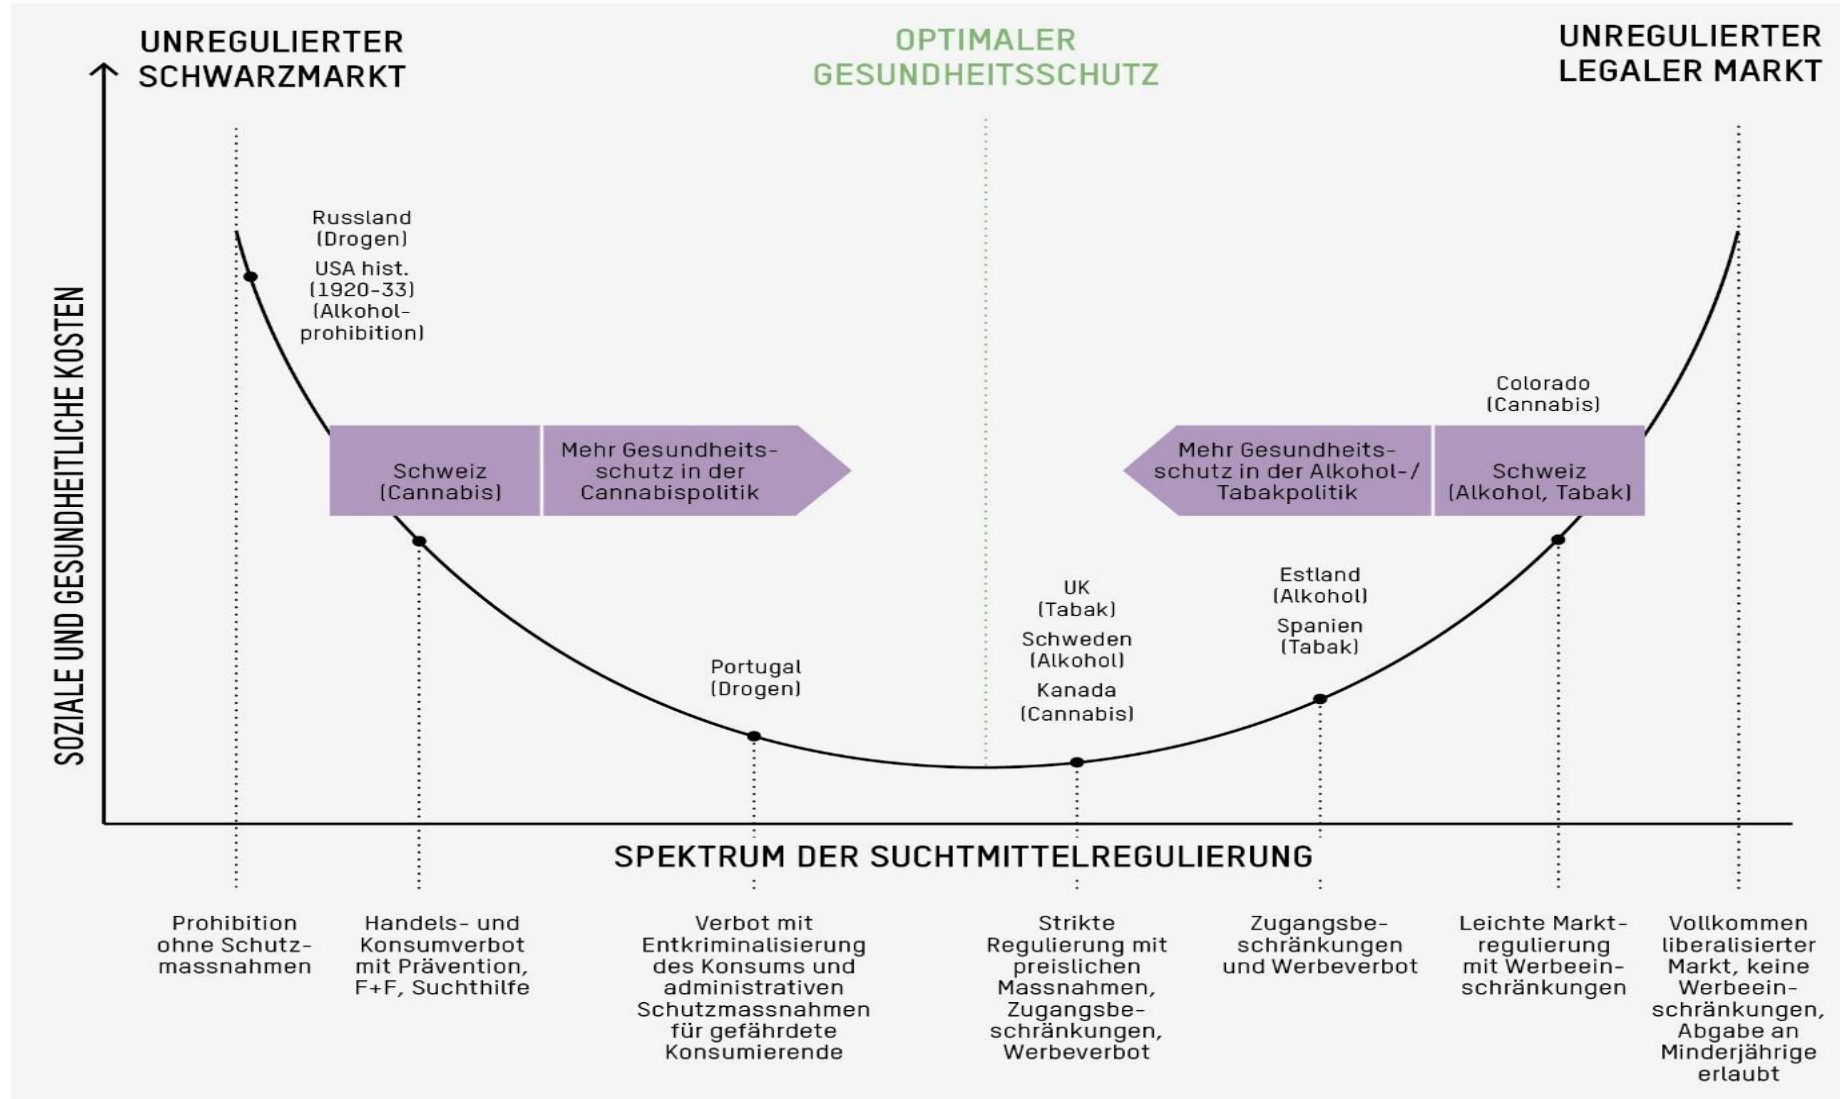 UNREGULIERTER
SCHWARZMARKT
OPTIMALER
GESUNDHEITSSCHUTZ
UNREGULIERTER
LEGALER MARKT
SOZIALE UND GESUNDHEITLICHE KOSTEN
Russland
(Drogen)
USA hist.
(1920-33)
(Alkohol-
prohibition)
Schweiz
(Cannabis)
Mehr Gesundheits-
schutz in der
Cannabispolitik
Portugal
(Drogen)
UK
(Tabak)
Schweden
(Alkohol)
Kanada
(Cannabis)
Estland
(Alkohol)
Spanien
(Tabak)
Mehr Gesundheits-
schutz in der Alkohol-/
Tabakpolitik
Colorado
(Cannabis)
Schweiz
(Alkohol, Tabak)
SPEKTRUM DER SUCHTMITTELREGULIERUNG
Prohibition
ohne Schutz-
massnahmen
Handels- und
Konsumverbot
mit Prävention,
F+F, Suchthilfe
Verbot mit
Entkriminalisierung
des Konsums und
administrativen
Schutzmassnahmen
für gefährdete
Konsumierende
Strikte
Regulierung mit
preislichen
Massnahmen,
Zugangsbe-
schränkungen,
Werbeverbot
Zugangsbe-
schränkungen
und Werbeverbot
Leichte Markt-
regulierung
mit Werbeein-
schränkungen
Vollkommen
liberalisierter
Markt, keine
Werbeein-
schränkungen,
Abgabe an
Minderjährige
erlaubt